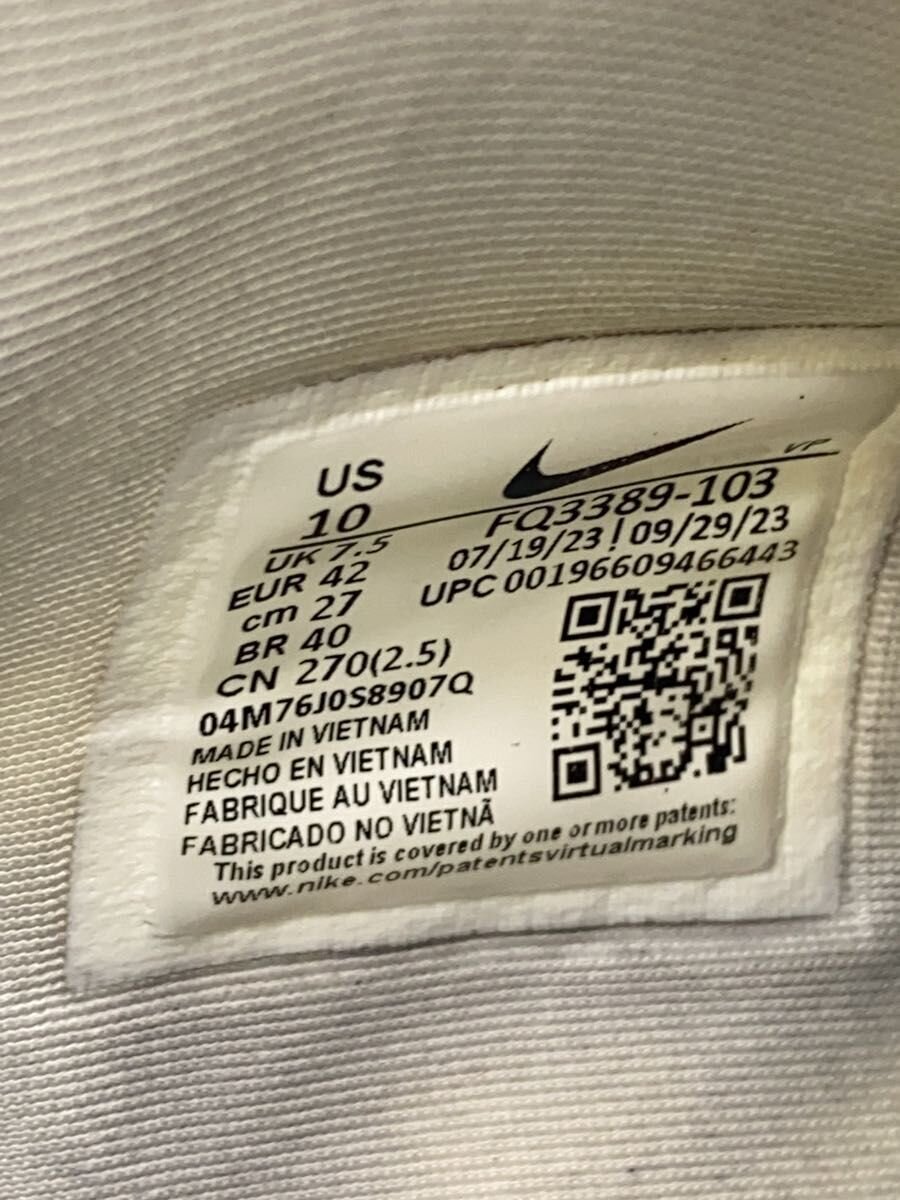 US
10
UK 7.5
EUR 42
cm 27
BR 40
CN 270(2.5)
VP
FQ3389-103
07/19/23 ! 09/29/23
UPC 00196609466443
04M76J0S8907Q
MADE IN VIETNAM
HECHO EN VIETNAM
FABRIQUE AU VIETNAM
FABRICADO NO VIETNÃ
This product is covered by one or more patents:
www.nike.com/patentsvirtualmarking